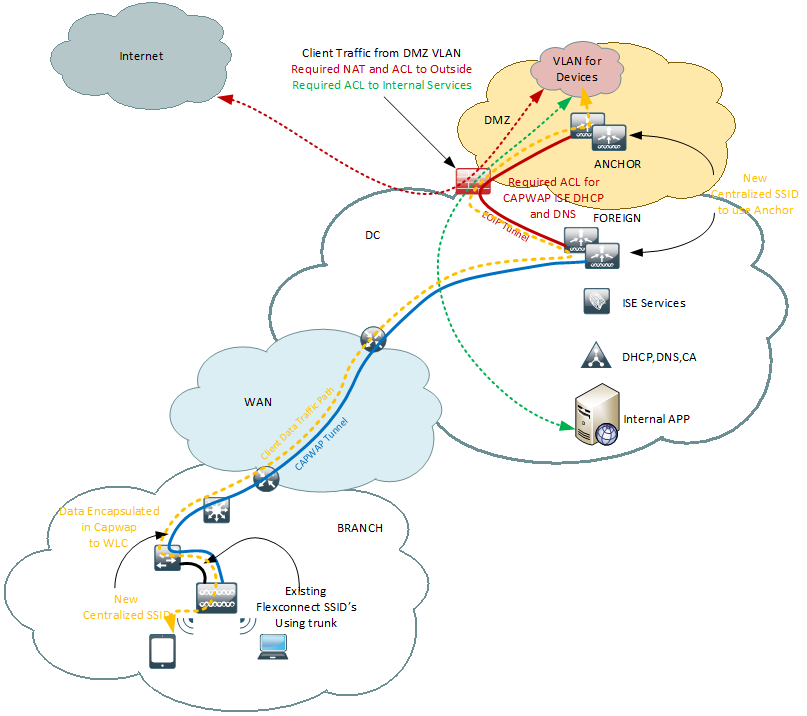 Internet
Client Traffic from DMZ VLAN
Required NAT and ACL to Outside
Required ACL to Internal Services
VLAN for
Devices
DMZ
ANCHOR
Required ACL for
CAPWAP ISE DHCP
and DNS
New
Centralized SSID
to use Anchor
FOREIGN
EOIP Tunnel
DC
ISE Services
DHCP,DNS,CA
Internal APP
WAN
Client Data Traffic Path
CAPWAP Tunnel
Data Encapsulated
in Capwap
to WLC
BRANCH
New
Centralized SSID
Existing
Flexconnect SSID's
Using trunk